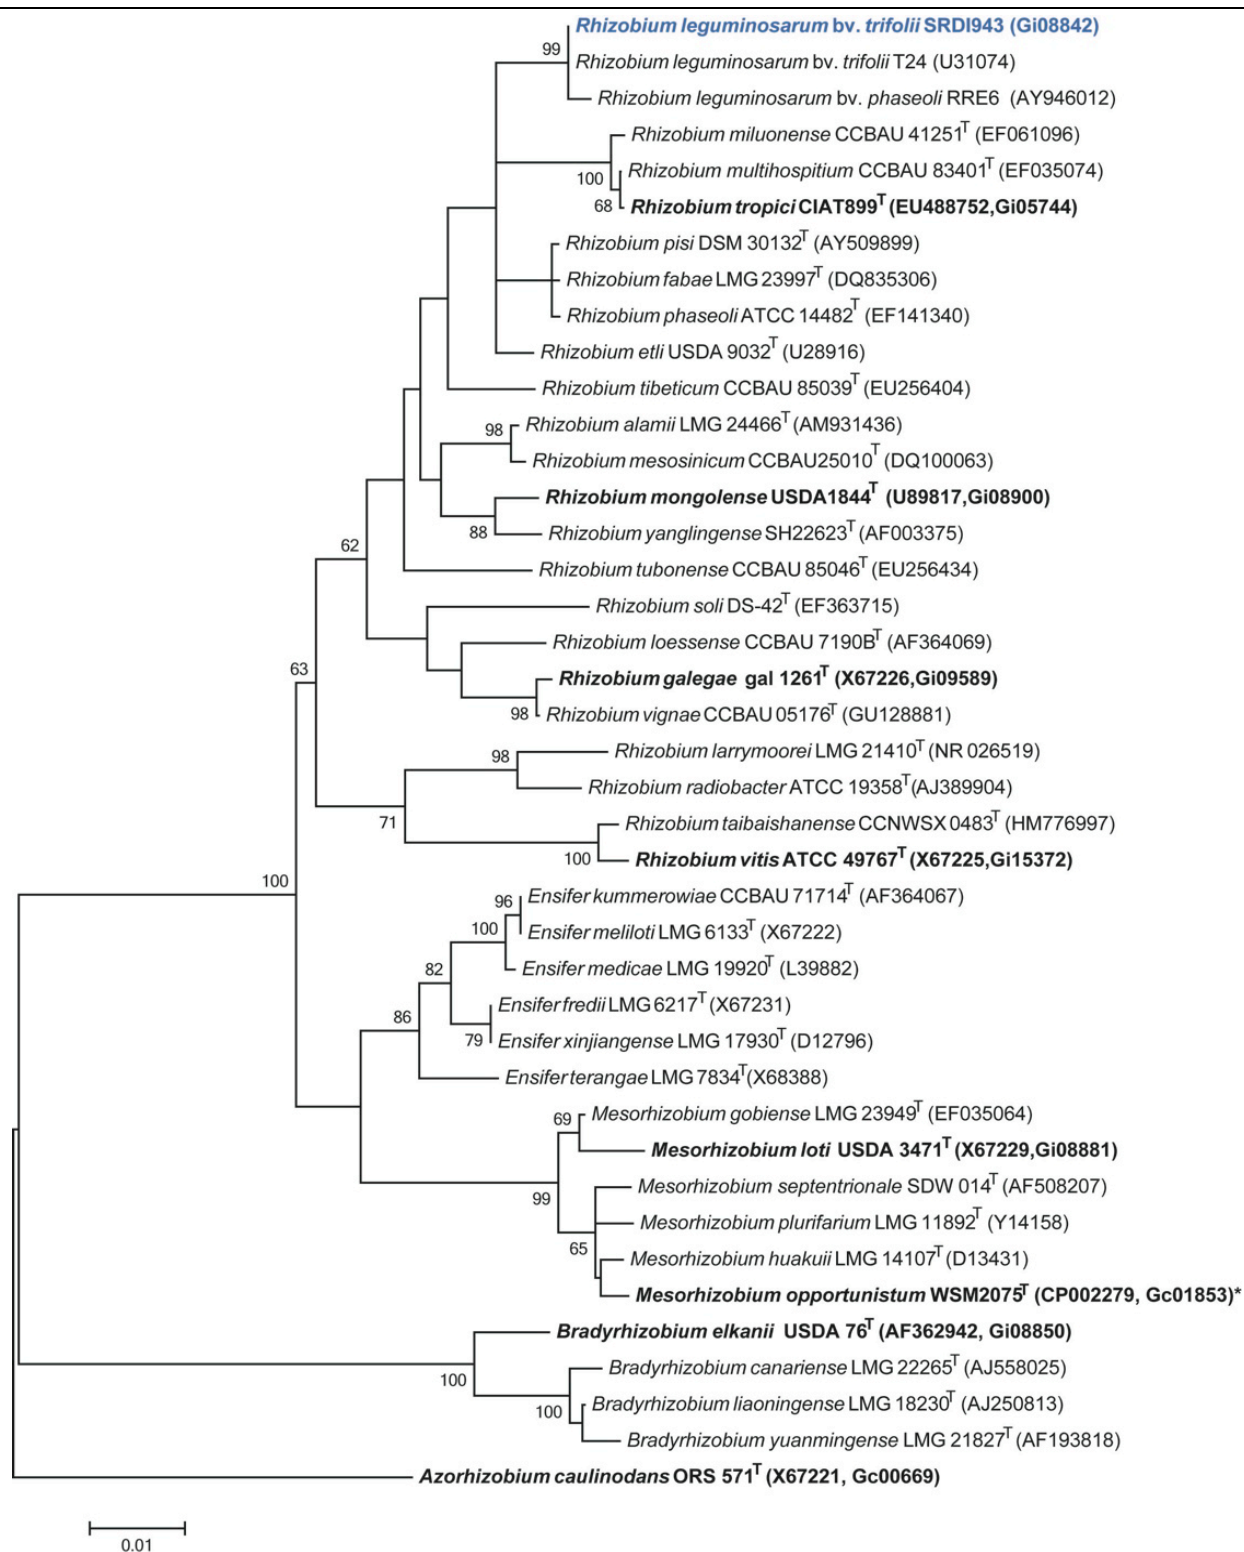 Rhizobium leguminosarum bv. trifolii SRDI943 (Gi08842)
99
Rhizobium leguminosarum bv. trifolii T24 (U31074)
Rhizobium leguminosarum bv. phaseoli RRE6 (AY946012)
Rhizobium miluonense CCBAU 41251T (EF061096)
Rhizobium multihospitium CCBAU 83401T (EF035074)
100
68
Rhizobium tropici CIAT899T (EU488752,Gi05744)
Rhizobium pisi DSM 30132T (AY509899)
Rhizobium fabae LMG 23997T (DQ835306)
Rhizobium phaseoli ATCC 14482T (EF141340)
Rhizobium etli USDA 9032T (U28916)
Rhizobium tibeticum CCBAU 85039T (EU256404)
98
Rhizobium alamii LMG 24466T (AM931436)
Rhizobium mesosinicum CCBAU25010T (DQ100063)
Rhizobium mongolense USDA1844T (U89817,Gi08900)
88
Rhizobium yanglingense SH22623T (AF003375)
62
Rhizobium tubonense CCBAU 85046T (EU256434)
Rhizobium soli DS-42T (EF363715)
Rhizobium loessense CCBAU 7190BT (AF364069)
63
Rhizobium galegae gal 1261T (X67226,Gi09589)
98
Rhizobium vignae CCBAU 05176T (GU128881)
98
Rhizobium larrymoorei LMG 21410T (NR 026519)
Rhizobium radiobacter ATCC 19358T (AJ389904)
71
Rhizobium taibaishanense CCNWSX 0483T (HM776997)
100
Rhizobium vitis ATCC 49767T (X67225,Gi15372)
100
96
Ensifer kummerowiae CCBAU 71714T (AF364067)
100
Ensifer meliloti LMG 6133T (X67222)
82
Ensifer medicae LMG 19920T (L39882)
Ensifer fredii LMG 6217T (X67231)
86
79
Ensifer xinjiangense LMG 17930T (D12796)
Ensifer terangae LMG 7834T (X68388)
69
Mesorhizobium gobiense LMG 23949T (EF035064)
Mesorhizobium loti USDA 3471T (X67229,Gi08881)
99
Mesorhizobium septentrionale SDW 014T (AF508207)
Mesorhizobium plurifarium LMG 11892T (Y14158)
65
Mesorhizobium huakuii LMG 14107T (D13431)
Mesorhizobium opportunistum WSM2075T (CP002279, Gc01853)*
Bradyrhizobium elkanii USDA 76T (AF362942, Gi08850)
100
Bradyrhizobium canariense LMG 22265T (AJ558025)
100
Bradyrhizobium liaoningense LMG 18230T (AJ250813)
Bradyrhizobium yuanmingense LMG 21827T (AF193818)
Azorhizobium caulinodans ORS 571T (X67221, Gc00669)
0.01